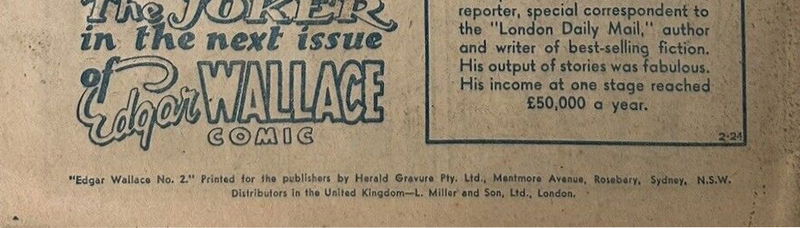 The JOKER
in the next issue
of Edgar WALLACE
COMIC
reporter, special correspondent to
the "London Daily Mail," author
and writer of best-selling fiction.
His output of stories was fabulous.
His income at one stage reached
£50,000 a year.
2-24
"Edgar Wallace No. 2." Printed for the publishers by Herald Gravure Pty. Ltd., Mentmore Avenue, Rosebery, Sydney, N.S.W.
Distributors in the United Kingdom—L. Miller and Son, Ltd., London.